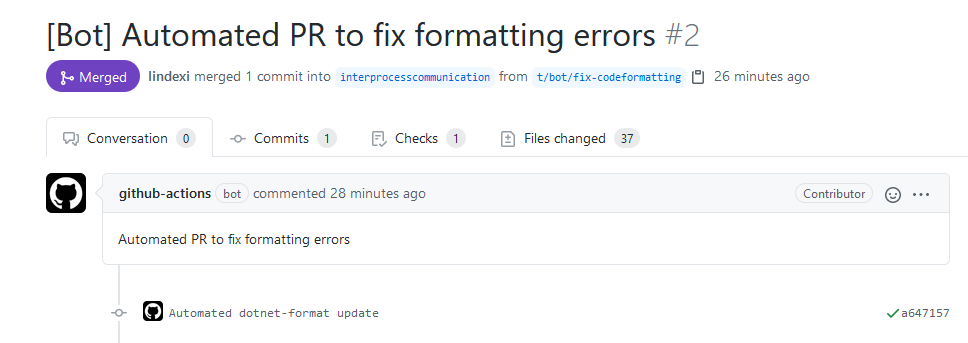 [Bot] Automated PR to fix formatting errors #2
Merged lindexi merged 1 commit into interprocesscommunication from t/bot/fix-codeformatting 26 minutes ago
Conversation 0 Commits 1 Checks 1 Files changed 37
github-actions bot commented 28 minutes ago Contributor
Automated PR to fix formatting errors
Automated dotnet-format update a647157